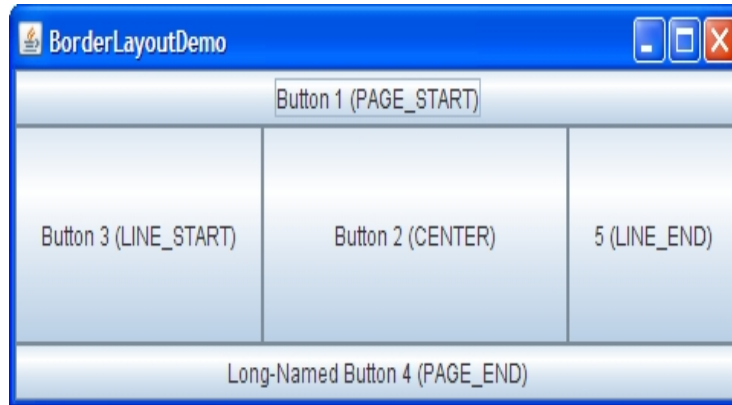 BorderLayoutDemo
Button 1 (PAGE_START)
Button 3 (LINE_START)
Button 2 (CENTER)
5 (LINE_END)
Long-Named Button 4 (PAGE_END)